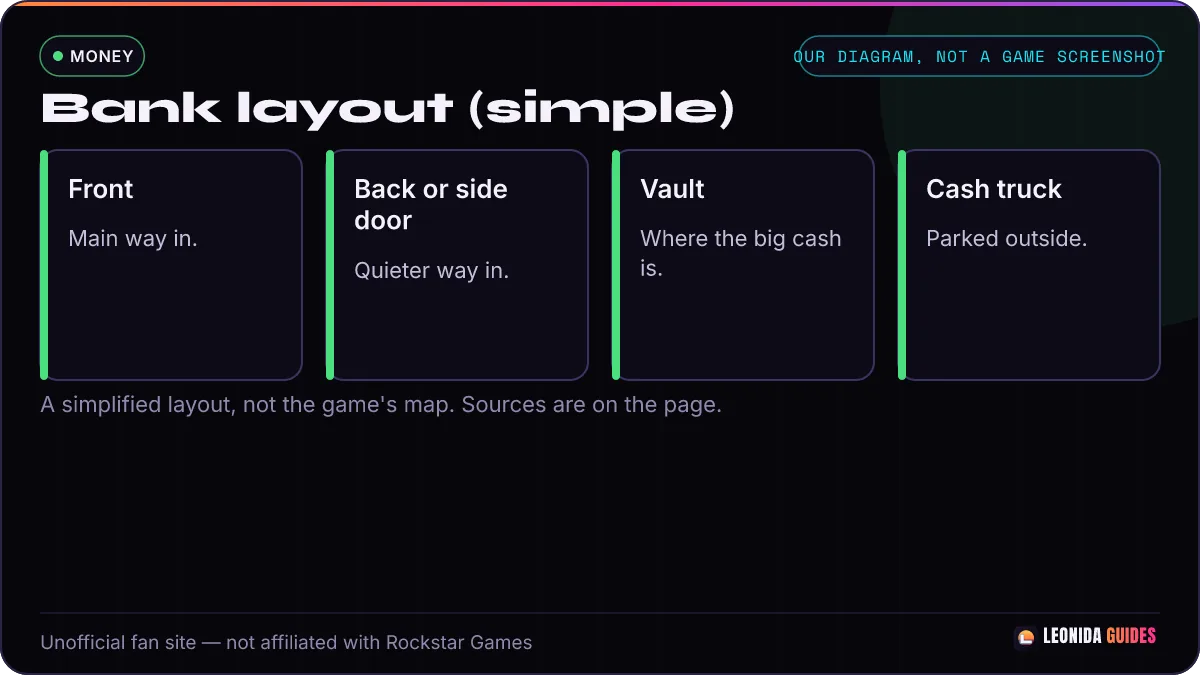 MONEY
OUR DIAGRAM, NOT A GAME SCREENSHOT
Bank layout (simple)
Front
Main way in.
Back or side
door
Quieter way in.
Vault
Where the big cash
is.
Cash truck
Parked outside.
A simplified layout, not the game's map. Sources are on the page.
Unofficial fan site — not affiliated with Rockstar Games
LEONIDA GUIDES